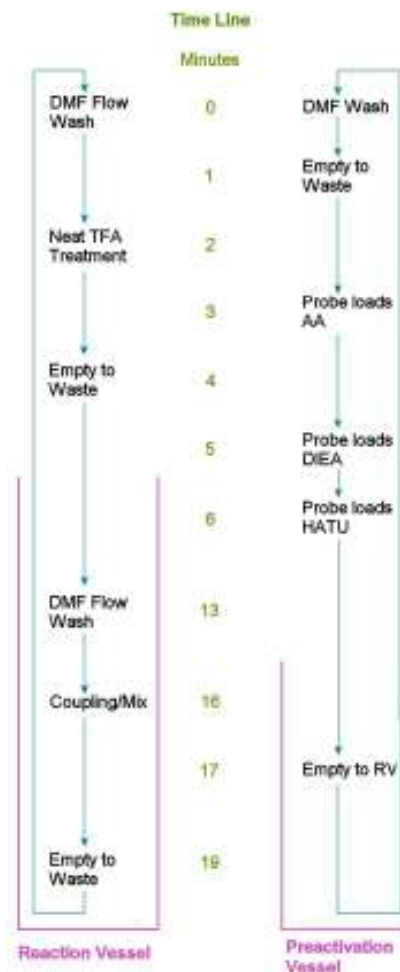 Time Line
Minutes
DMF Flow
Wash
0
DMF Wash
1
Empty to
Waste
Neat TFA
Treatment
2
3
Probe loads
AA
Empty to
Waste
4
5
Probe loads
DIEA
6
Probe loads
HATU
DMF Flow
Wash
13
Coupling/Mix
16
17
Empty to RV
Empty to
Waste
19
Reaction Vessel
Preactivation
Vessel